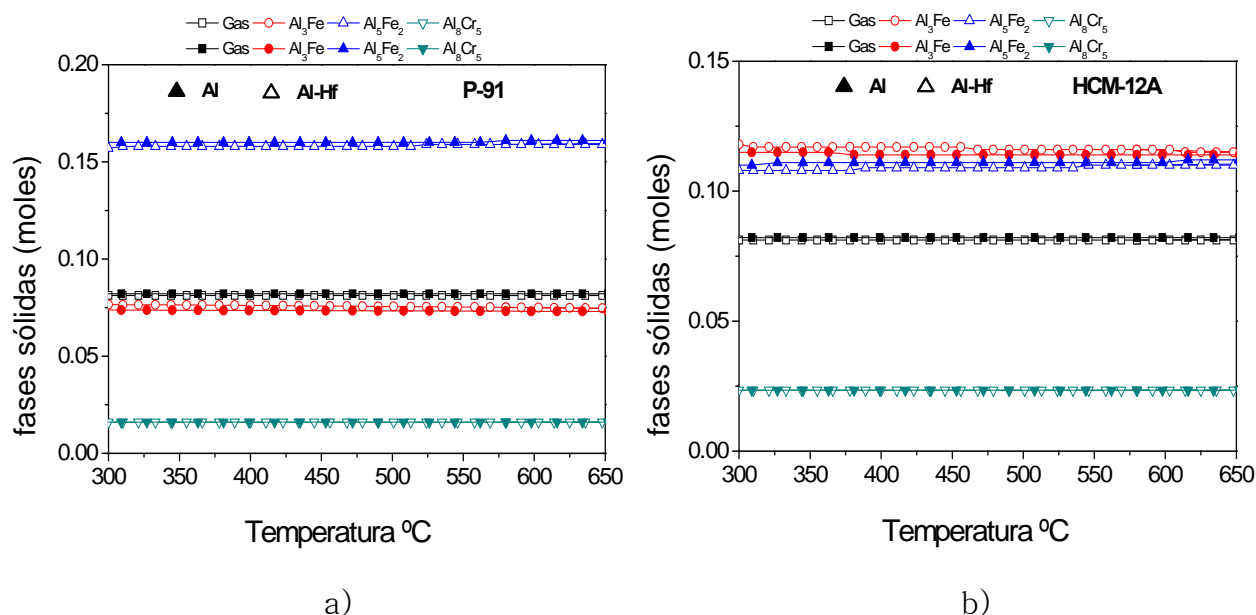 Gas Al3Fe Al5Fe2 Al8Cr5
Gas Al3Fe Al5Fe2 Al8Cr5
Al Al-Hf P-91
fases sólidas (moles)
0.20
0.15
0.10
0.05
0.00
300 350 400 450 500 550 600 650
Temperatura ºC
a)
Gas Al3Fe Al5Fe2 Al8Cr5
Gas Al3Fe Al5Fe2 Al8Cr5
Al Al-Hf HCM-12A
fases sólidas (moles)
0.15
0.10
0.05
0.00
300 350 400 450 500 550 600 650
Temperatura ºC
b)